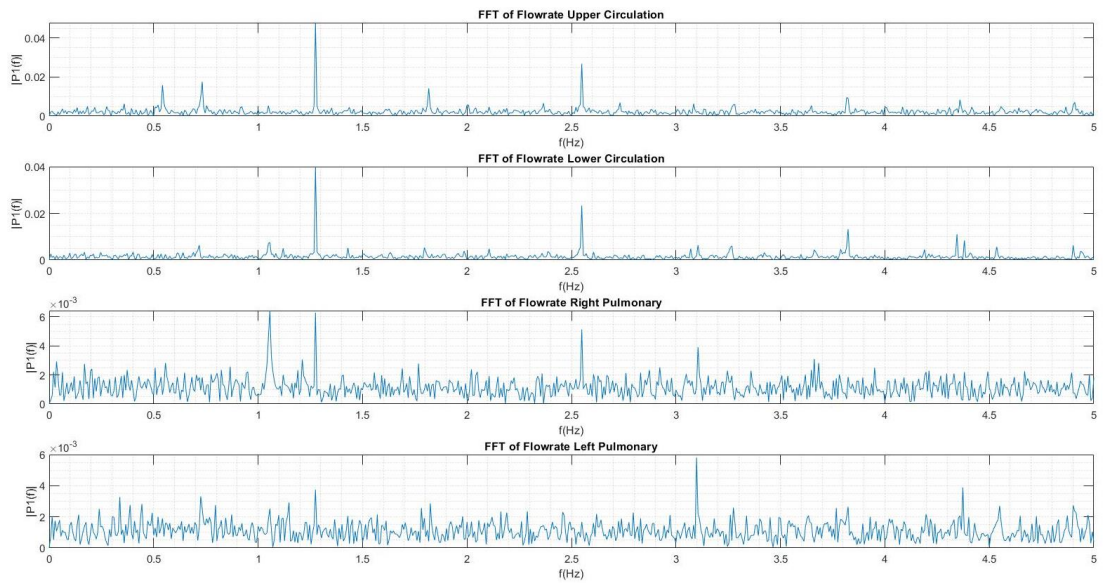 FFT of Flowrate Upper Circulation
|P1(f)|
0.04
0.02
0
0 0.5 1 1.5 2 2.5 3 3.5 4 4.5 5
f(Hz)
FFT of Flowrate Lower Circulation
|P1(f)|
0.04
0.02
0
0 0.5 1 1.5 2 2.5 3 3.5 4 4.5 5
f(Hz)
FFT of Flowrate Right Pulmonary
×10⁻³
|P1(f)|
6
4
2
0
0 0.5 1 1.5 2 2.5 3 3.5 4 4.5 5
f(Hz)
FFT of Flowrate Left Pulmonary
×10⁻³
|P1(f)|
6
4
2
0
0 0.5 1 1.5 2 2.5 3 3.5 4 4.5 5
f(Hz)